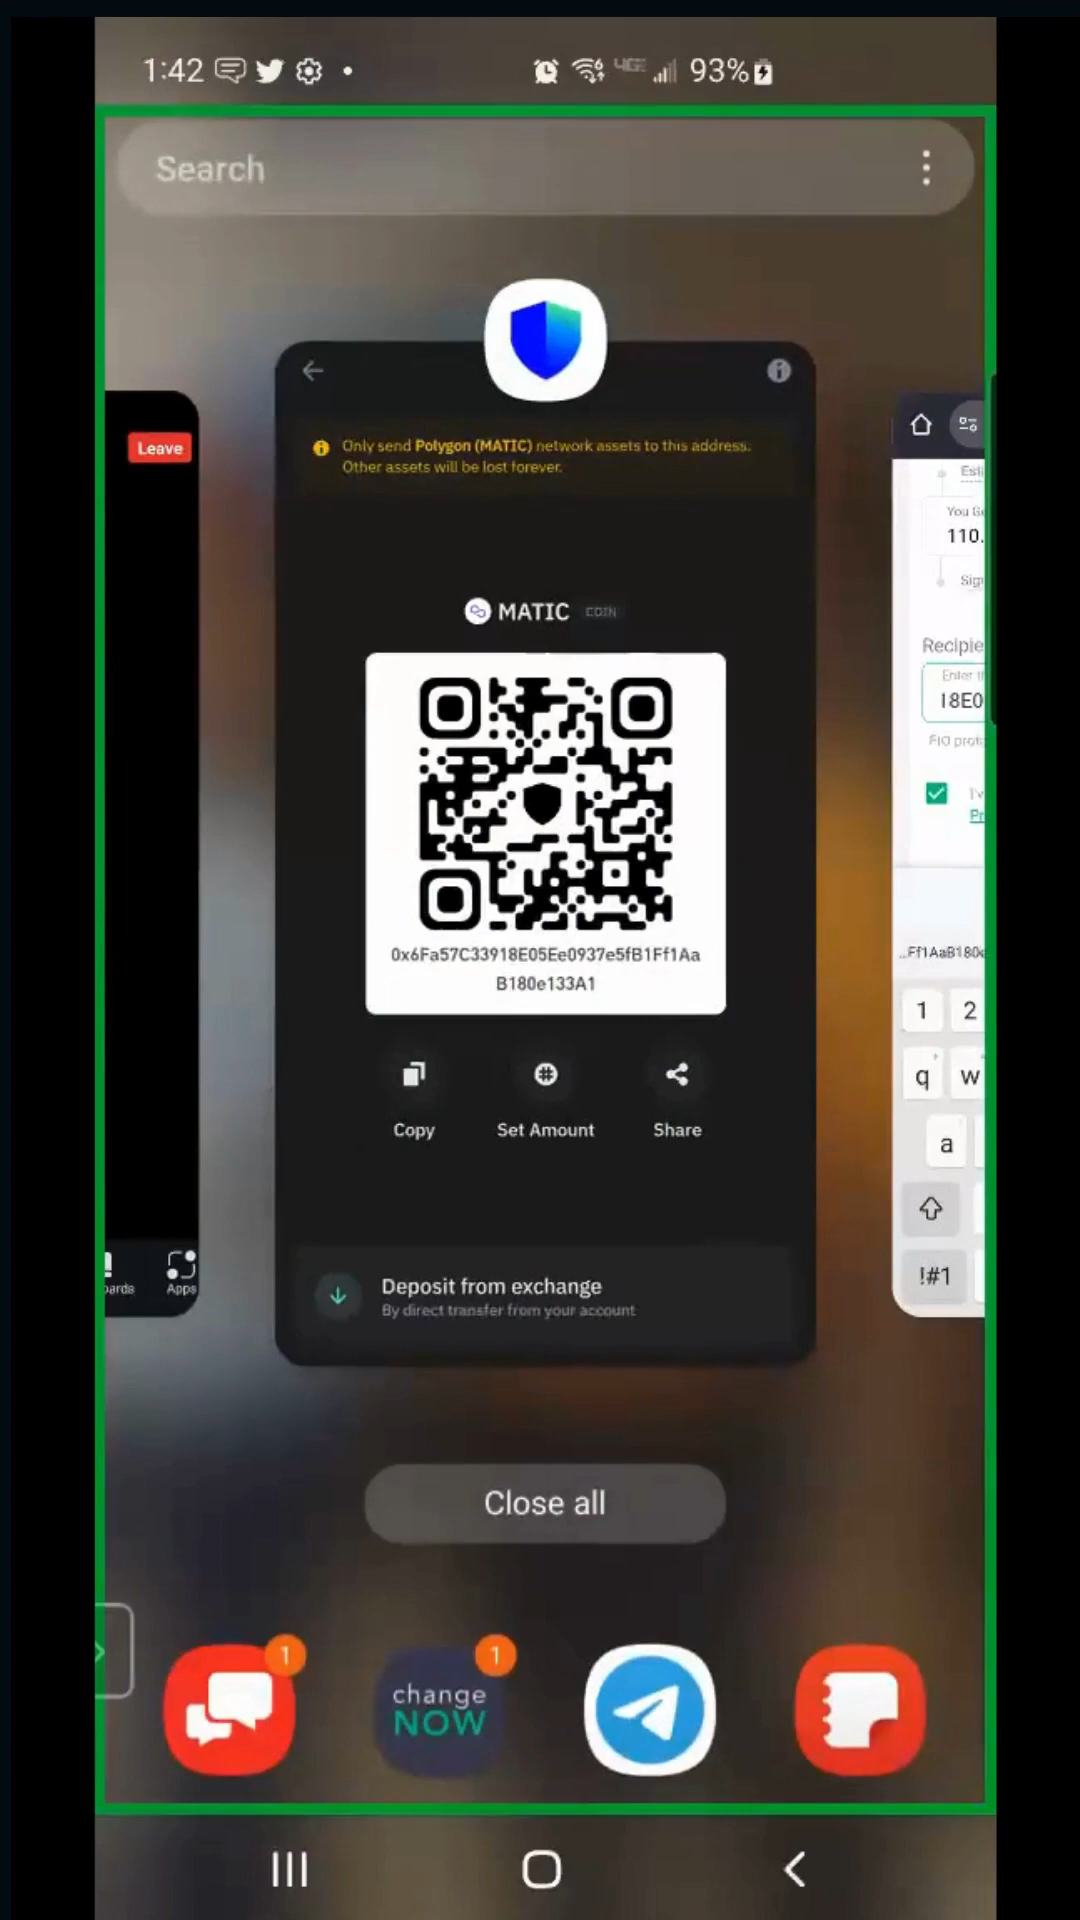 1:42
93%
Search
Leave
Only send Polygon (MATIC) network assets to this address.
Other assets will be lost forever.
MATIC COIN
0x6Fa57C33918E05Ee0937e5fB1Ff1Aa
B180e133A1
Copy
Set Amount
Share
Deposit from exchange
By direct transfer from your account
Apps
You
110.
Recipie
18E0
FIO
..Ff1AaB180
1 2
q w
a
!#1
Close all
1
1
change
NOW